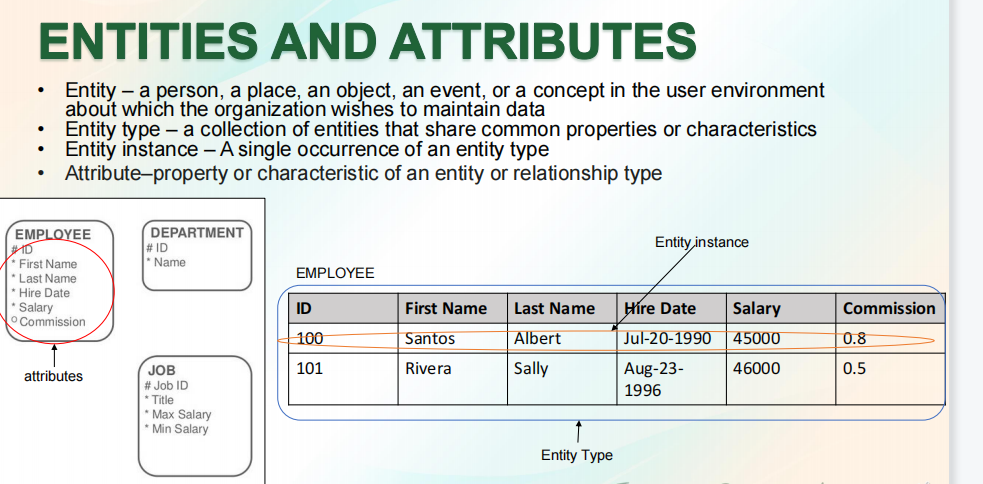 ENTITIES AND ATTRIBUTES
• Entity – a person, a place, an object, an event, or a concept in the user environment
about which the organization wishes to maintain data
• Entity type – a collection of entities that share common properties or characteristics
• Entity instance – A single occurrence of an entity type
• Attribute–property or characteristic of an entity or relationship type
EMPLOYEE
# ID
* First Name
* Last Name
* Hire Date
* Salary
o Commission
attributes
DEPARTMENT
# ID
* Name
JOB
# Job ID
* Title
* Max Salary
* Min Salary
Entity instance
EMPLOYEE
ID First Name Last Name Hire Date Salary Commission
100 Santos Albert Jul-20-1990 45000 0.8
101 Rivera Sally Aug-23- 46000 0.5
1996
Entity Type